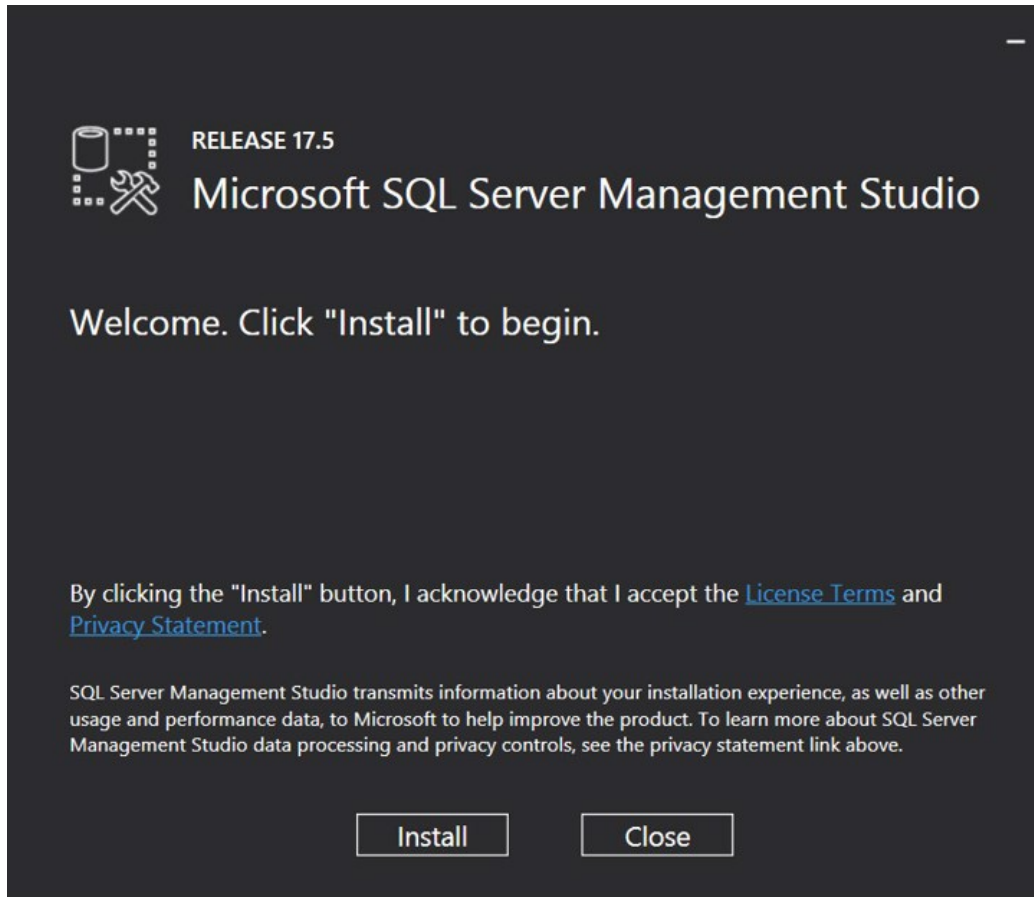 RELEASE 17.5
Microsoft SQL Server Management Studio
Welcome. Click "Install" to begin.
By clicking the "Install" button, I acknowledge that I accept the License Terms and
Privacy Statement.
SQL Server Management Studio transmits information about your installation experience, as well as other
usage and performance data, to Microsoft to help improve the product. To learn more about SQL Server
Management Studio data processing and privacy controls, see the privacy statement link above.
Install
Close